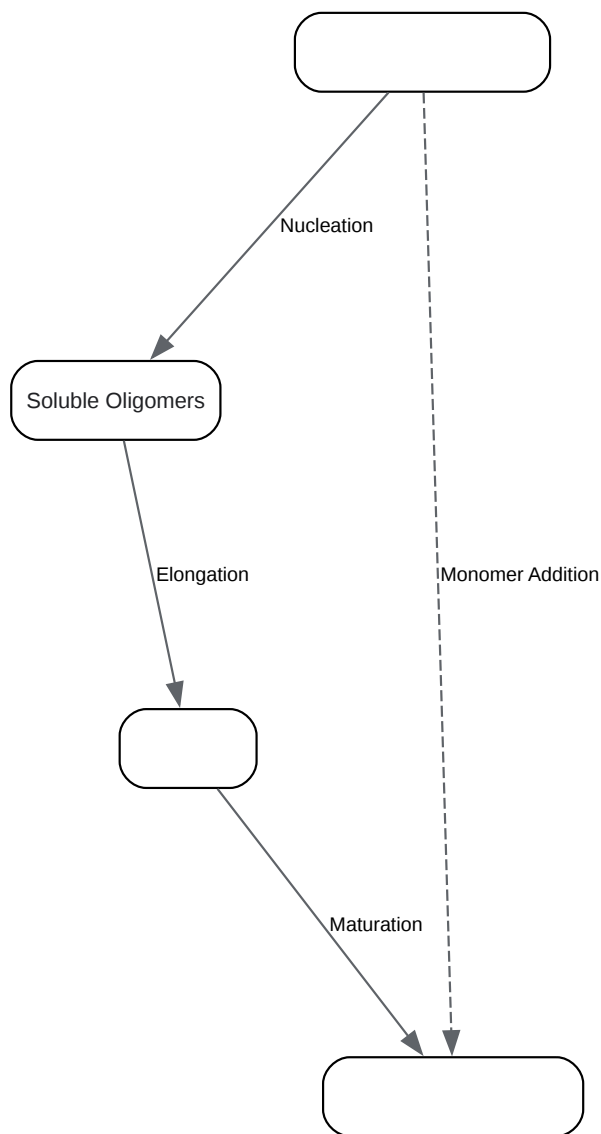 Nucleation
Soluble Oligomers
Elongation
Monomer Addition
Maturation